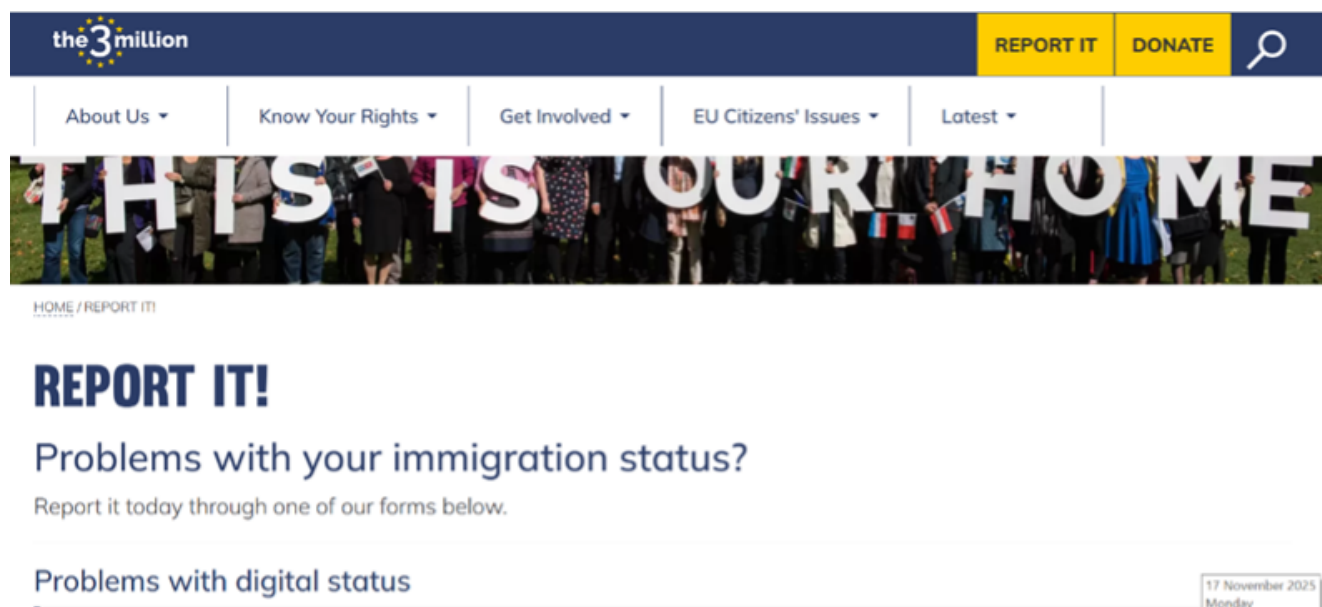 the3million
REPORT IT DONATE
About Us Know Your Rights Get Involved EU Citizens' Issues Latest
THIS IS OUR HOME
HOME / REPORT IT!
REPORT IT!
Problems with your immigration status?
Report it today through one of our forms below.
Problems with digital status
17 November 2025
Monday